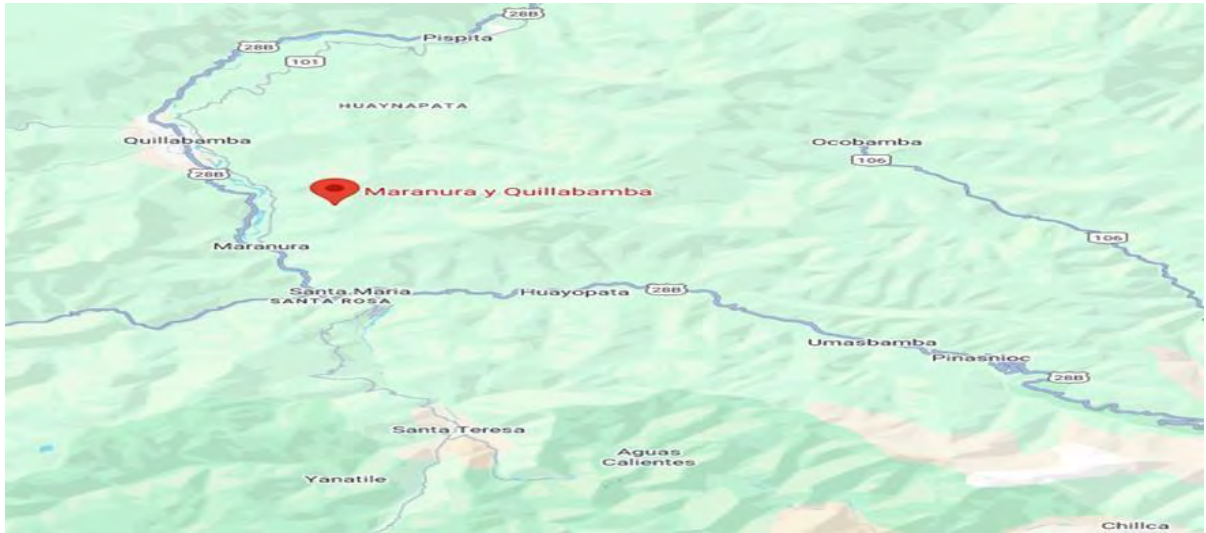 28B
Pispita
28B
101
HUAYNAPATA
Quillabamba
Ocobamba
106
28B
Maranura y Quillabamba
Maranura
106
Santa Maria
SANTA ROSA
Huayopata
28B
Umasbamba
Pinasnioc
28B
Santa Teresa
Aguas
Calientes
Yanatile
Chillca